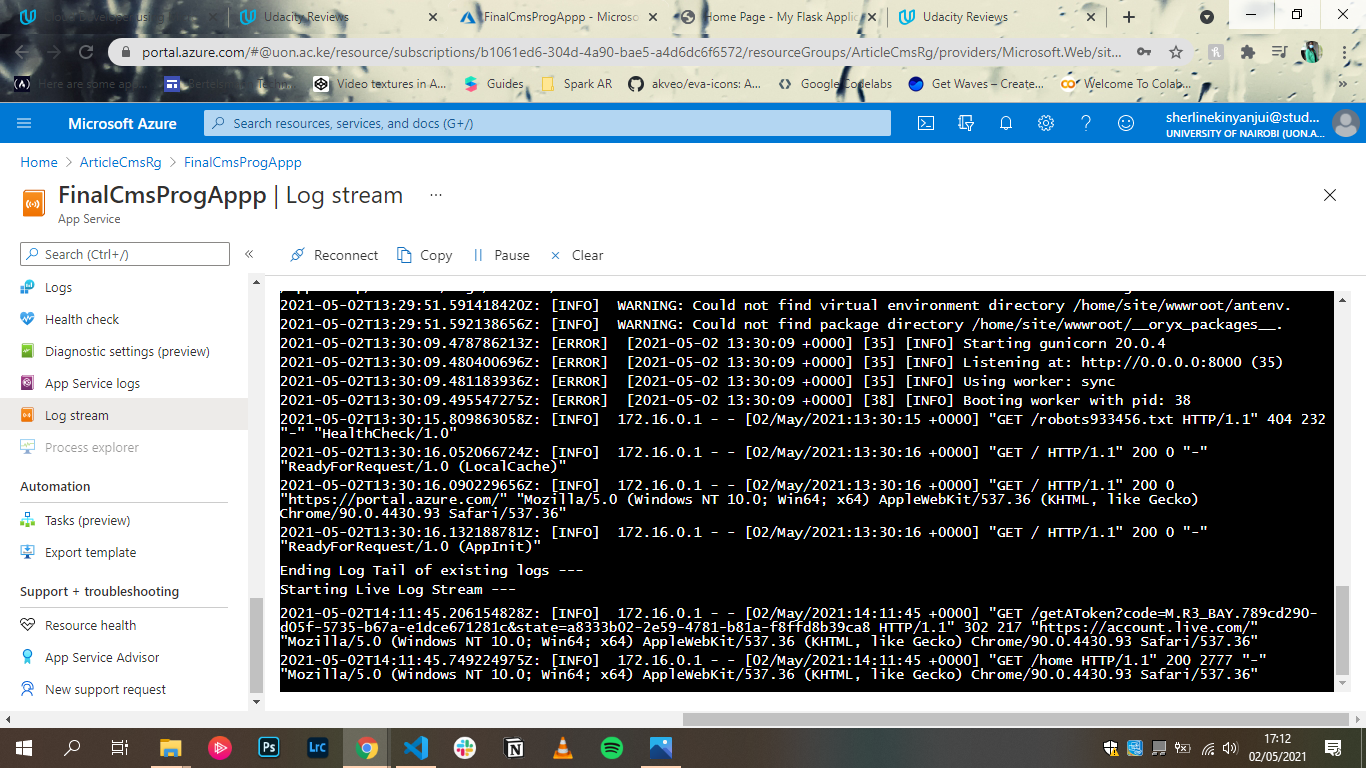 Udacity Reviews
FinalCmsProgAppp - Microso
Home Page - My Flask Applic
Udacity Reviews
portal.azure.com/#@uon.ac.ke/resource/subscriptions/b1061ed6-304d-4a90-bae5-a4d6dc6f6572/resourceGroups/ArticleCmsRg/providers/Microsoft.Web/sit...
Here are some app...
Video textures in A...
Guides
Spark AR
akveo/eva-icons: A...
Google Codelabs
Get Waves – Create...
Welcome To Colab...
Microsoft Azure
Search resources, services, and docs (G+/)
sherlinekinyanjui@stud...
UNIVERSITY OF NAIROBI (UON.A...
Home > ArticleCmsRg > FinalCmsProgAppp
FinalCmsProgAppp | Log stream ...
App Service
Search (Ctrl+/)
Reconnect
Copy
Pause
Clear
Logs
Health check
Diagnostic settings (preview)
App Service logs
Log stream
Process explorer
Automation
Tasks (preview)
Export template
Support + troubleshooting
Resource health
App Service Advisor
New support request
2021-05-02T13:29:51.591418420Z: [INFO]  WARNING: Could not find virtual environment directory /home/site/wwwroot/antenv.
2021-05-02T13:29:51.592138656Z: [INFO]  WARNING: Could not find package directory /home/site/wwwroot/__oryx_packages__.
2021-05-02T13:30:09.478786213Z: [ERROR]  [2021-05-02 13:30:09 +0000] [35] [INFO] Starting gunicorn 20.0.4
2021-05-02T13:30:09.480400696Z: [ERROR]  [2021-05-02 13:30:09 +0000] [35] [INFO] Listening at: http://0.0.0.0:8000 (35)
2021-05-02T13:30:09.481183936Z: [ERROR]  [2021-05-02 13:30:09 +0000] [35] [INFO] Using worker: sync
2021-05-02T13:30:09.495547275Z: [ERROR]  [2021-05-02 13:30:09 +0000] [38] [INFO] Booting worker with pid: 38
2021-05-02T13:30:15.809863058Z: [INFO]  172.16.0.1 - - [02/May/2021:13:30:15 +0000] "GET /robots933456.txt HTTP/1.1" 404 232
"-" "HealthCheck/1.0"
2021-05-02T13:30:16.052066724Z: [INFO]  172.16.0.1 - - [02/May/2021:13:30:16 +0000] "GET / HTTP/1.1" 200 0 "-"
"ReadyForRequest/1.0 (LocalCache)"
2021-05-02T13:30:16.090229656Z: [INFO]  172.16.0.1 - - [02/May/2021:13:30:16 +0000] "GET / HTTP/1.1" 200 0
"https://portal.azure.com/" "Mozilla/5.0 (Windows NT 10.0; Win64; x64) AppleWebKit/537.36 (KHTML, like Gecko)
Chrome/90.0.4430.93 Safari/537.36"
2021-05-02T13:30:16.132188781Z: [INFO]  172.16.0.1 - - [02/May/2021:13:30:16 +0000] "GET / HTTP/1.1" 200 0 "-"
"ReadyForRequest/1.0 (AppInit)"
Ending Log Tail of existing logs ---
Starting Live Log Stream ---
2021-05-02T14:11:45.206154828Z: [INFO]  172.16.0.1 - - [02/May/2021:14:11:45 +0000] "GET /getAToken?code=M.R3_BAY.789cd290-
d05f-5735-b67a-e1dce671281c&state=a8333b02-2e59-4781-b81a-f8ffd8b39ca8 HTTP/1.1" 302 217 "https://account.live.com/"
"Mozilla/5.0 (Windows NT 10.0; Win64; x64) AppleWebKit/537.36 (KHTML, like Gecko) Chrome/90.0.4430.93 Safari/537.36"
2021-05-02T14:11:45.749224975Z: [INFO]  172.16.0.1 - - [02/May/2021:14:11:45 +0000] "GET /home HTTP/1.1" 200 2777 "-"
"Mozilla/5.0 (Windows NT 10.0; Win64; x64) AppleWebKit/537.36 (KHTML, like Gecko) Chrome/90.0.4430.93 Safari/537.36"
Ps
Lrc
17:12
02/05/2021